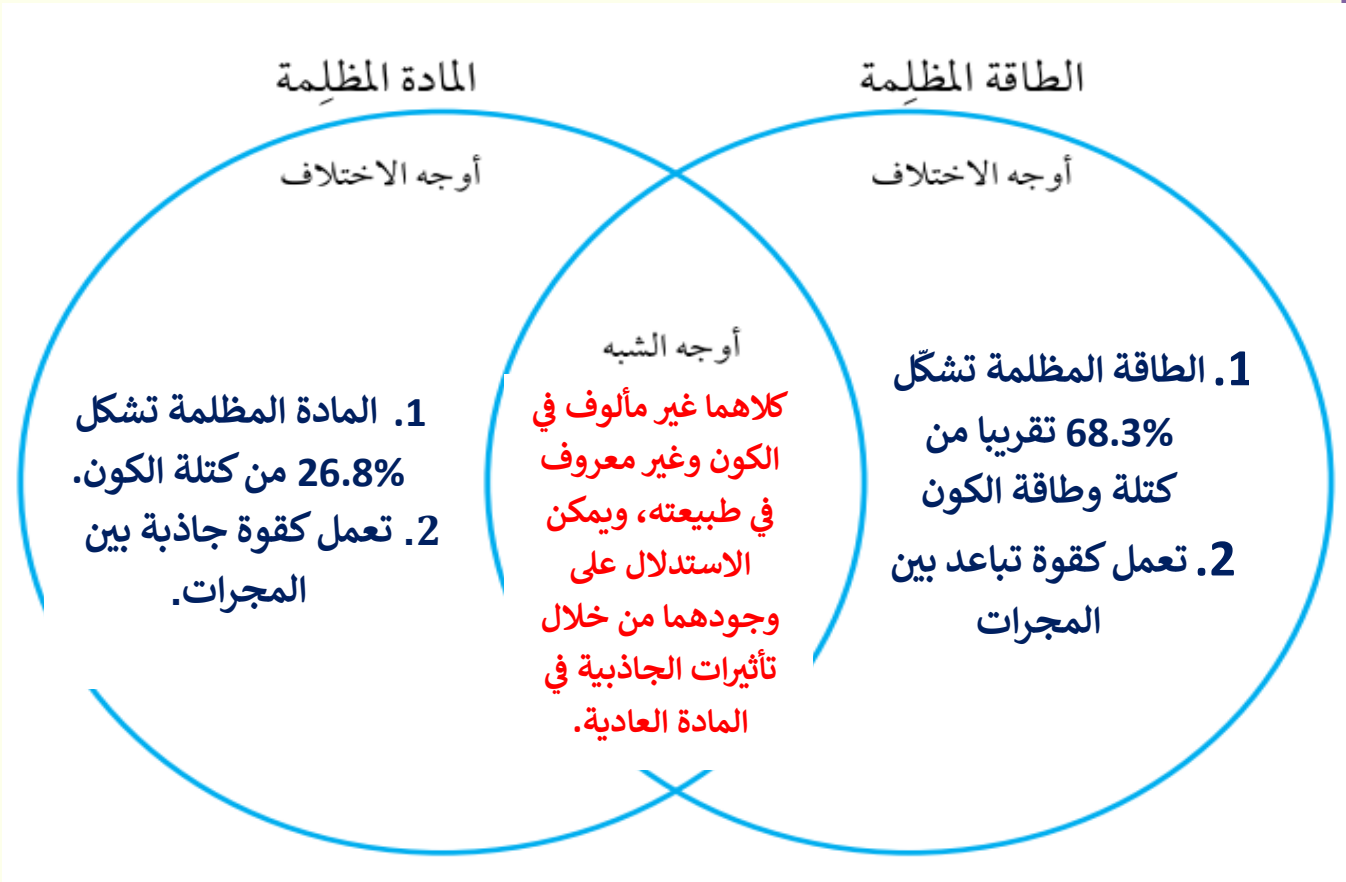 الطاقة المظلِمة
أوجه الاختلاف
1. الطاقة المظلمة تشكّل
68.3% تقريبا من
كتلة وطاقة الكون
2. تعمل كقوة تباعد بين
المجرات
أوجه الشبه
كلاهما غير مألوف في
الكون وغير معروف
في طبيعته، ويمكن
الاستدلال على
وجودهما من خلال
تأثيرات الجاذبية في
المادة العادية.
المادة المظلِمة
أوجه الاختلاف
1. المادة المظلمة تشكل
26.8% من كتلة الكون.
2. تعمل كقوة جاذبة بين
المجرات.